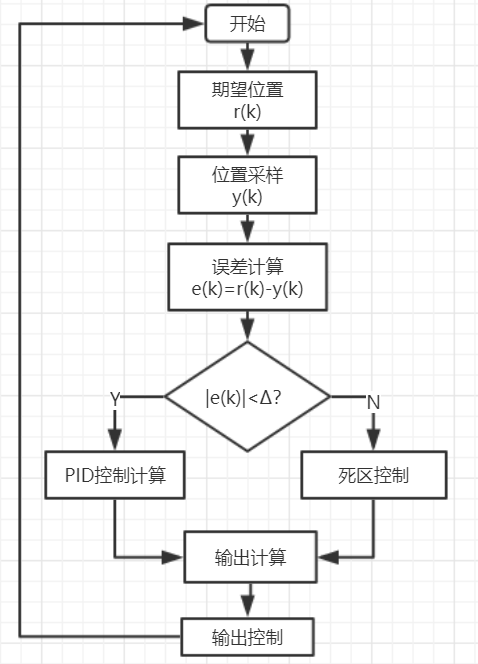 开始
期望位置
r(k)
位置采样
y(k)
误差计算
e(k)=r(k)-y(k)
|e(k)|<Δ?
Y
N
PID控制计算
死区控制
输出计算
输出控制